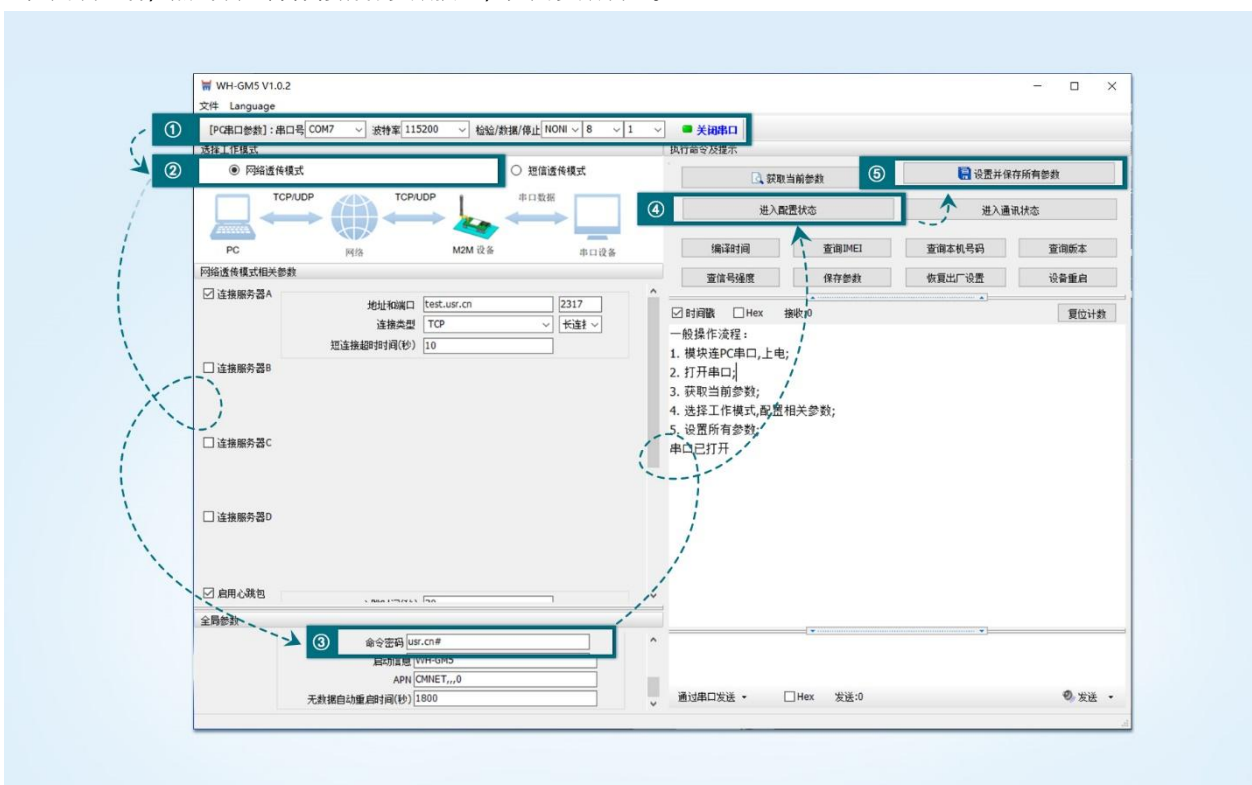 WH-GM5 V1.0.2
文件 Language
① [PC串口参数]:串口号 COM7 波特率 115200 检验/数据/停止 NONI 8 1 关闭串口
选择工作模式
② 网络透传模式 短信透传模式
TCP/UDP TCP/UDP 串口数据
PC 网络 M2M 设备 串口设备
网络透传模式相关参数
连接服务器A
地址和端口 test.usr.cn 2317
连接类型 TCP 长连接
短连接超时时间(秒) 10
连接服务器B
连接服务器C
连接服务器D
启用心跳包
全局参数
③ 命令密码 usr.cn#
启动信息 WH-GM5
APN CMNET,,,0
无数据自动重启时间(秒) 1800
执行命令及提示
获取当前参数 ⑤ 设置并保存所有参数
④ 进入配置状态 进入通讯状态
编译时间 查询IMEI 查询本机号码 查询版本
查信号强度 保存参数 恢复出厂设置 设备重启
时间戳 Hex 接收:0 复位计数
一般操作流程:
1. 模块连PC串口,上电;
2. 打开串口;
3. 获取当前参数;
4. 选择工作模式,配置相关参数;
5. 设置所有参数;
串口已打开
通过串口发送 Hex 发送:0 发送